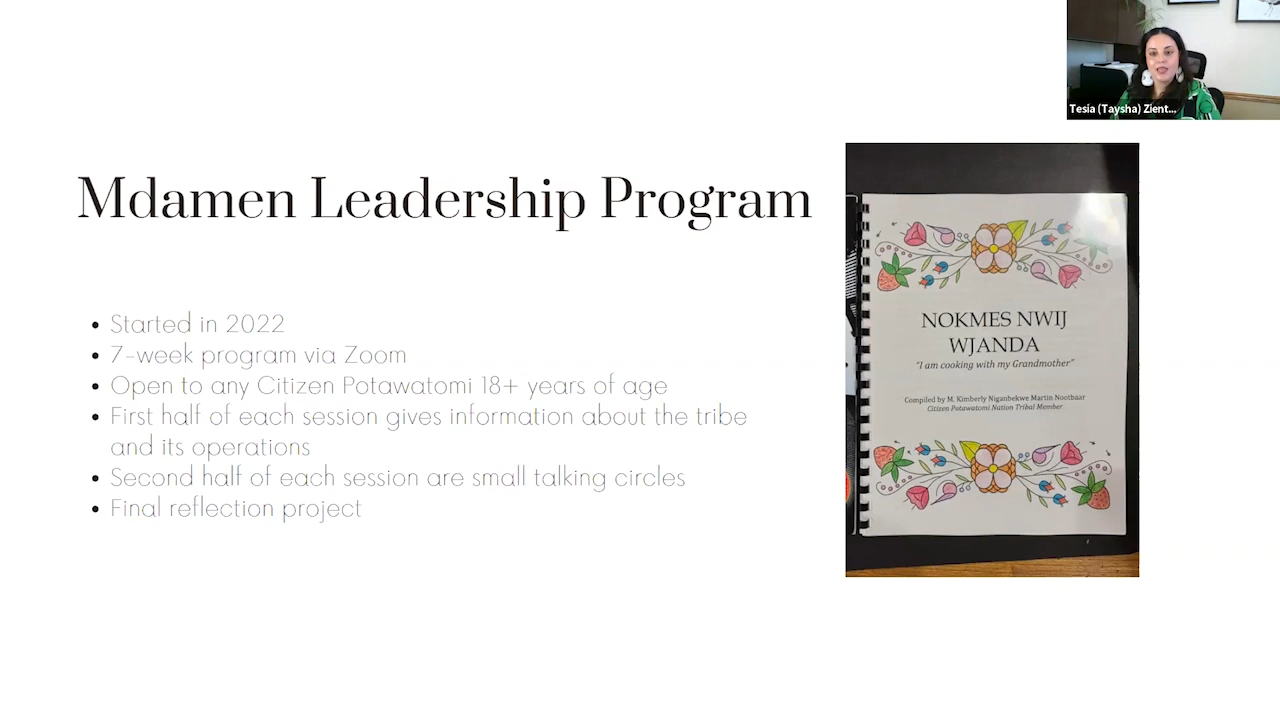 Tesia (Taysha) Zient...
Mdamen Leadership Program
• Started in 2022
• 7-week program via Zoom
• Open to any Citizen Potawatomi 18+ years of age
• First half of each session gives information about the tribe
and its operations
• Second half of each session are small talking circles
• Final reflection project
NOKMES NWIJ
WJANDA
"I am cooking with my Grandmother"
Compiled by M. Kimberly Niganbekwe Martin Nootbaar
Citizen Potawatomi Nation Tribal Member